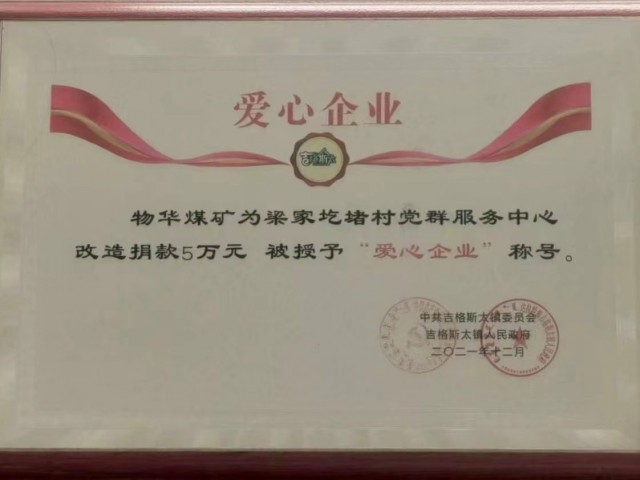 爱心企业
物华煤矿为梁家圪堵村党群服务中心
改造捐款5万元 被授予“爱心企业”称号。
中共吉格斯太镇委员会
吉格斯太镇人民政府
二〇二一年十二月